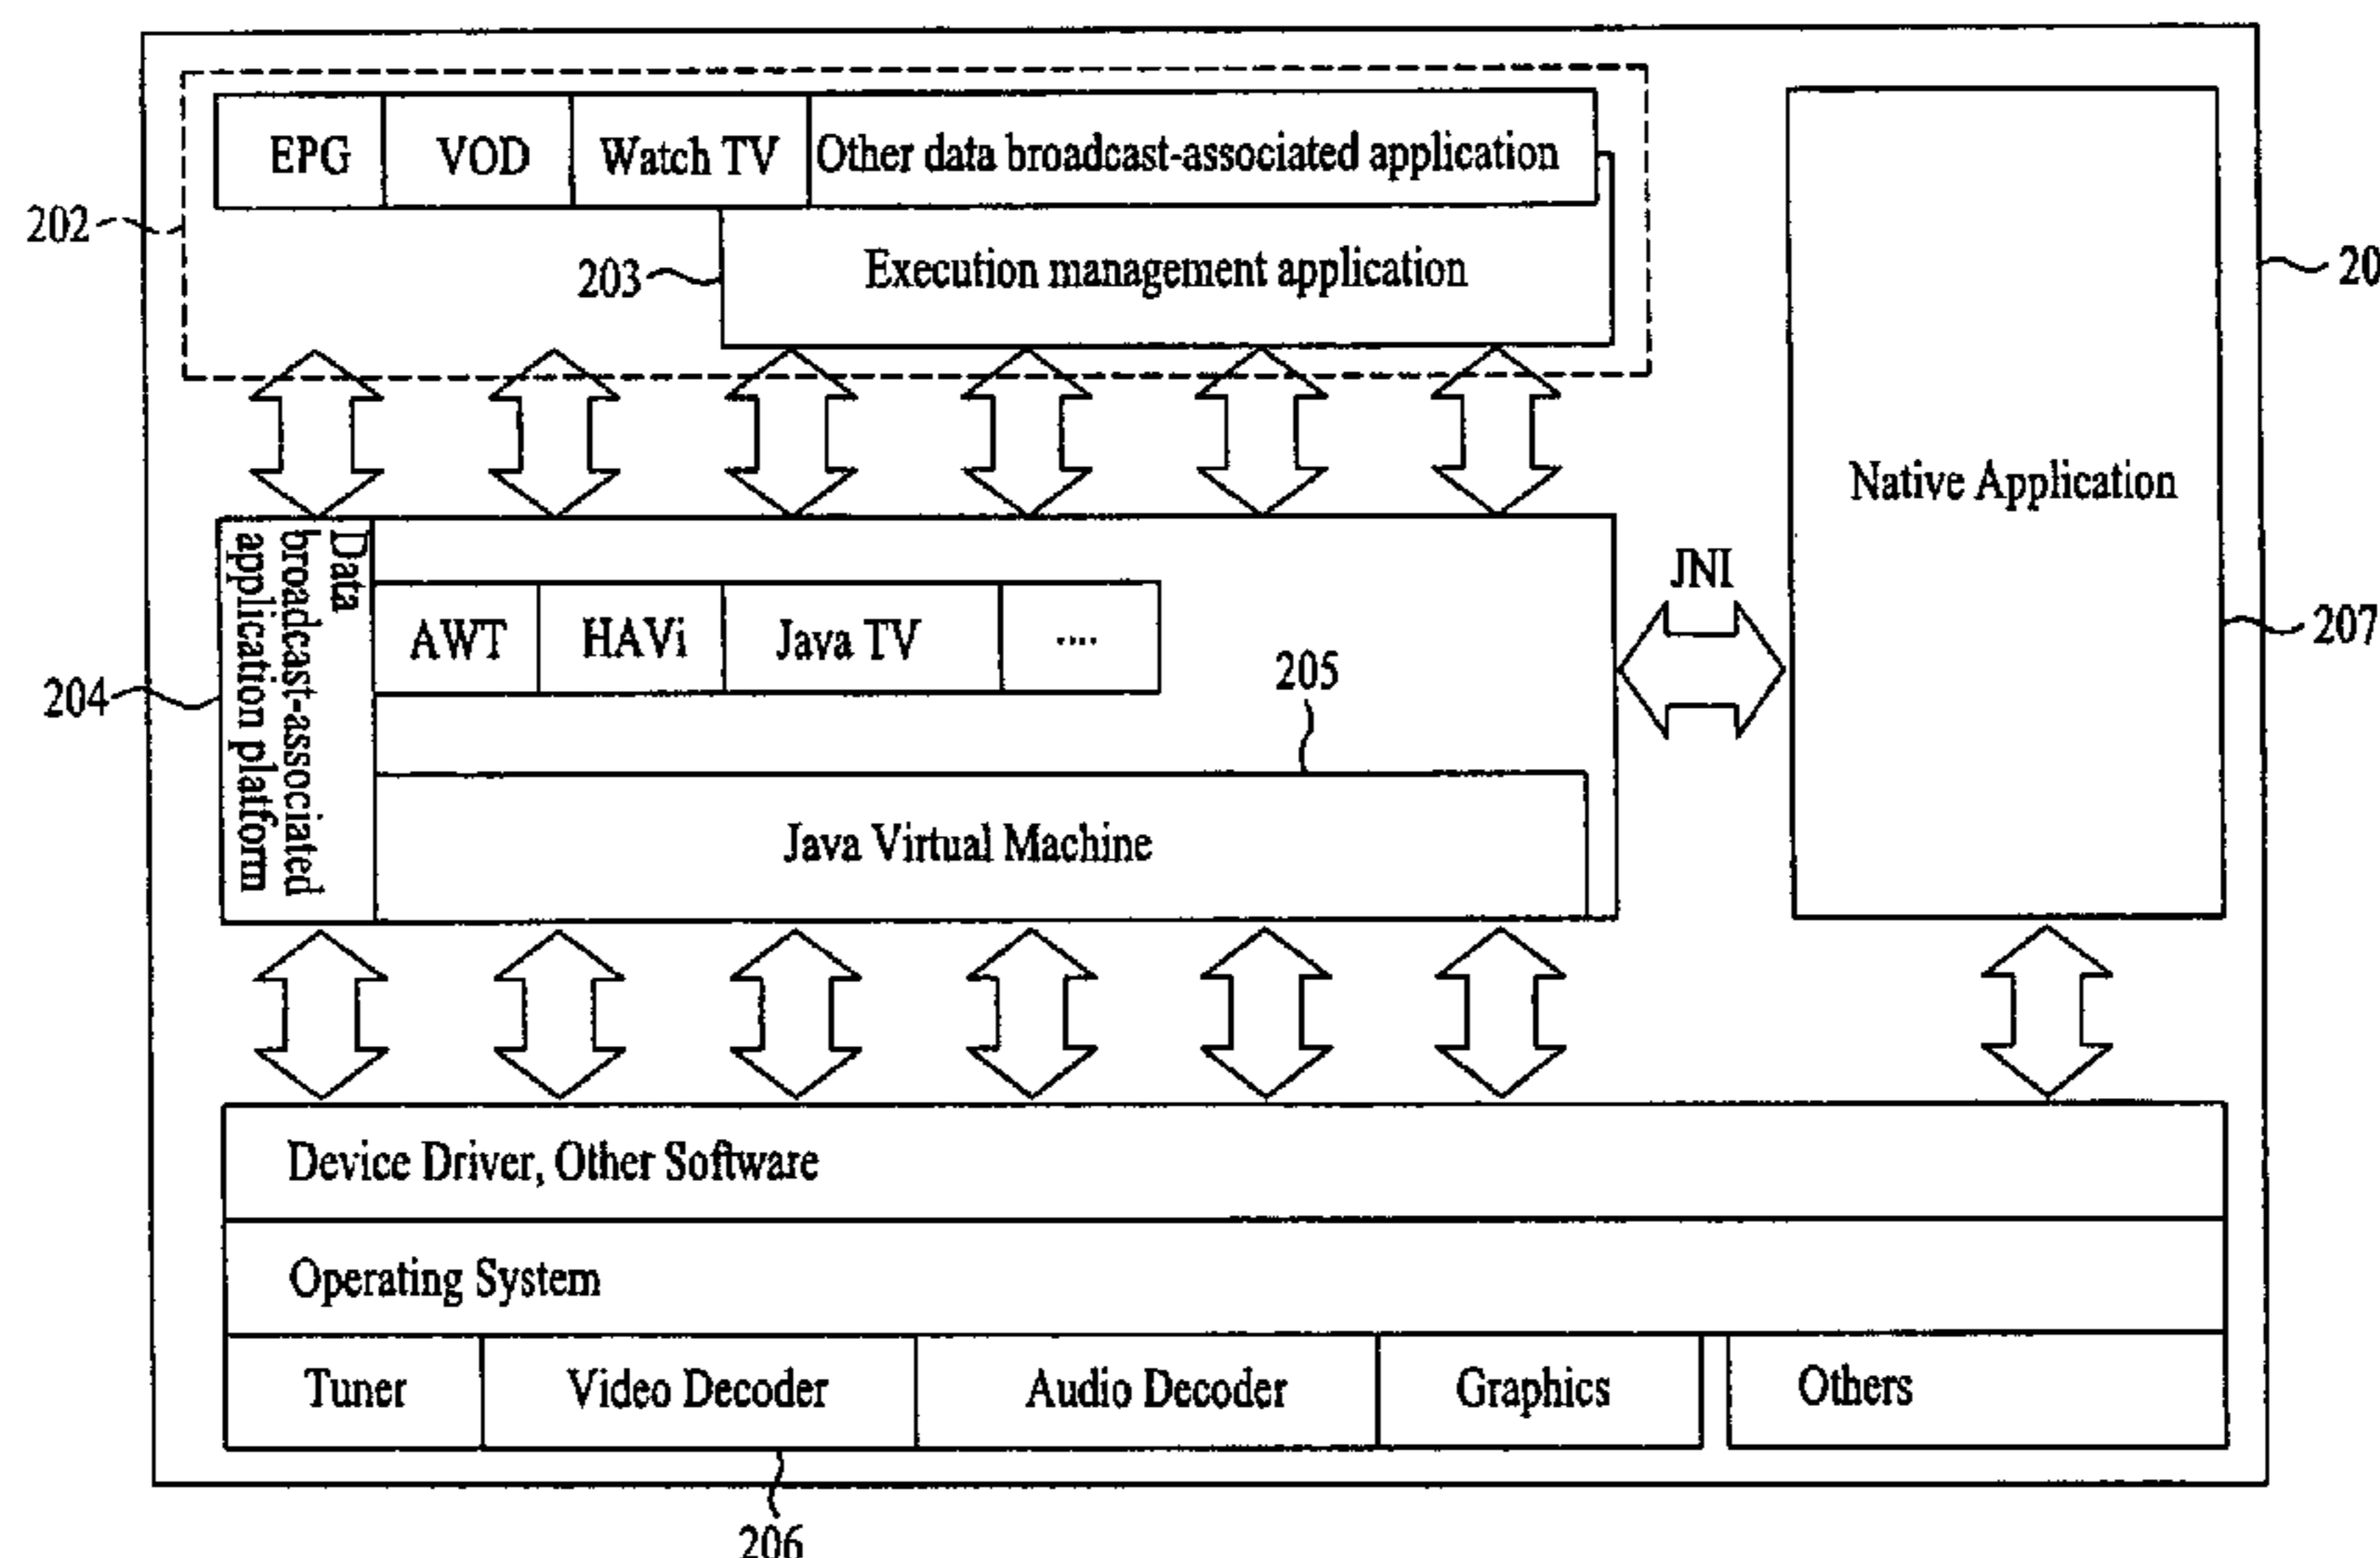 EPG
VOD
Watch TV
Other data broadcast-associated application
202
203
Execution management application
20
Native Application
Data
broadcast-associated
application platform
JNI
AWT
HAVi
Java TV
....
207
204
205
Java Virtual Machine
Device Driver, Other Software
Operating System
Tuner
Video Decoder
Audio Decoder
Graphics
Others
206